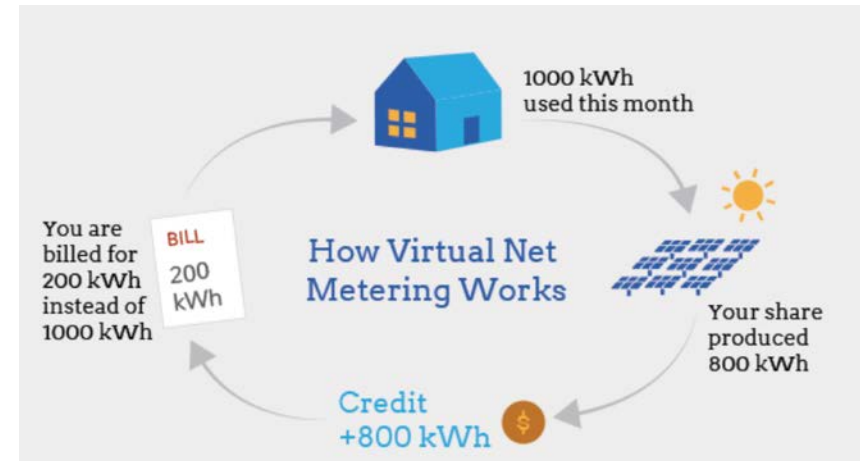 1000 kWh
used this month
How Virtual Net
Metering Works
Your share
produced
800 kWh
Credit
+800 kWh
$
You are
billed for
200 kWh
instead of
1000 kWh
BILL
200
kWh